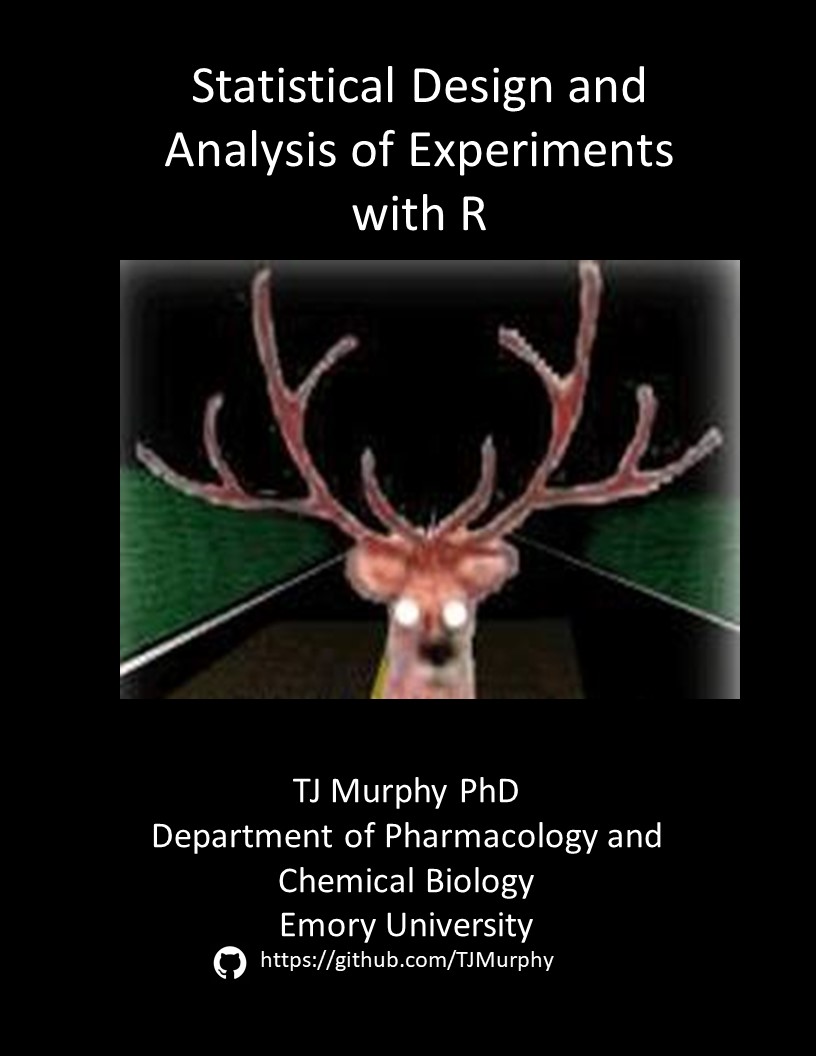 Statistical Design and
Analysis of Experiments
with R
TJ Murphy PhD
Department of Pharmacology and
Chemical Biology
Emory University
https://github.com/TJMurphy